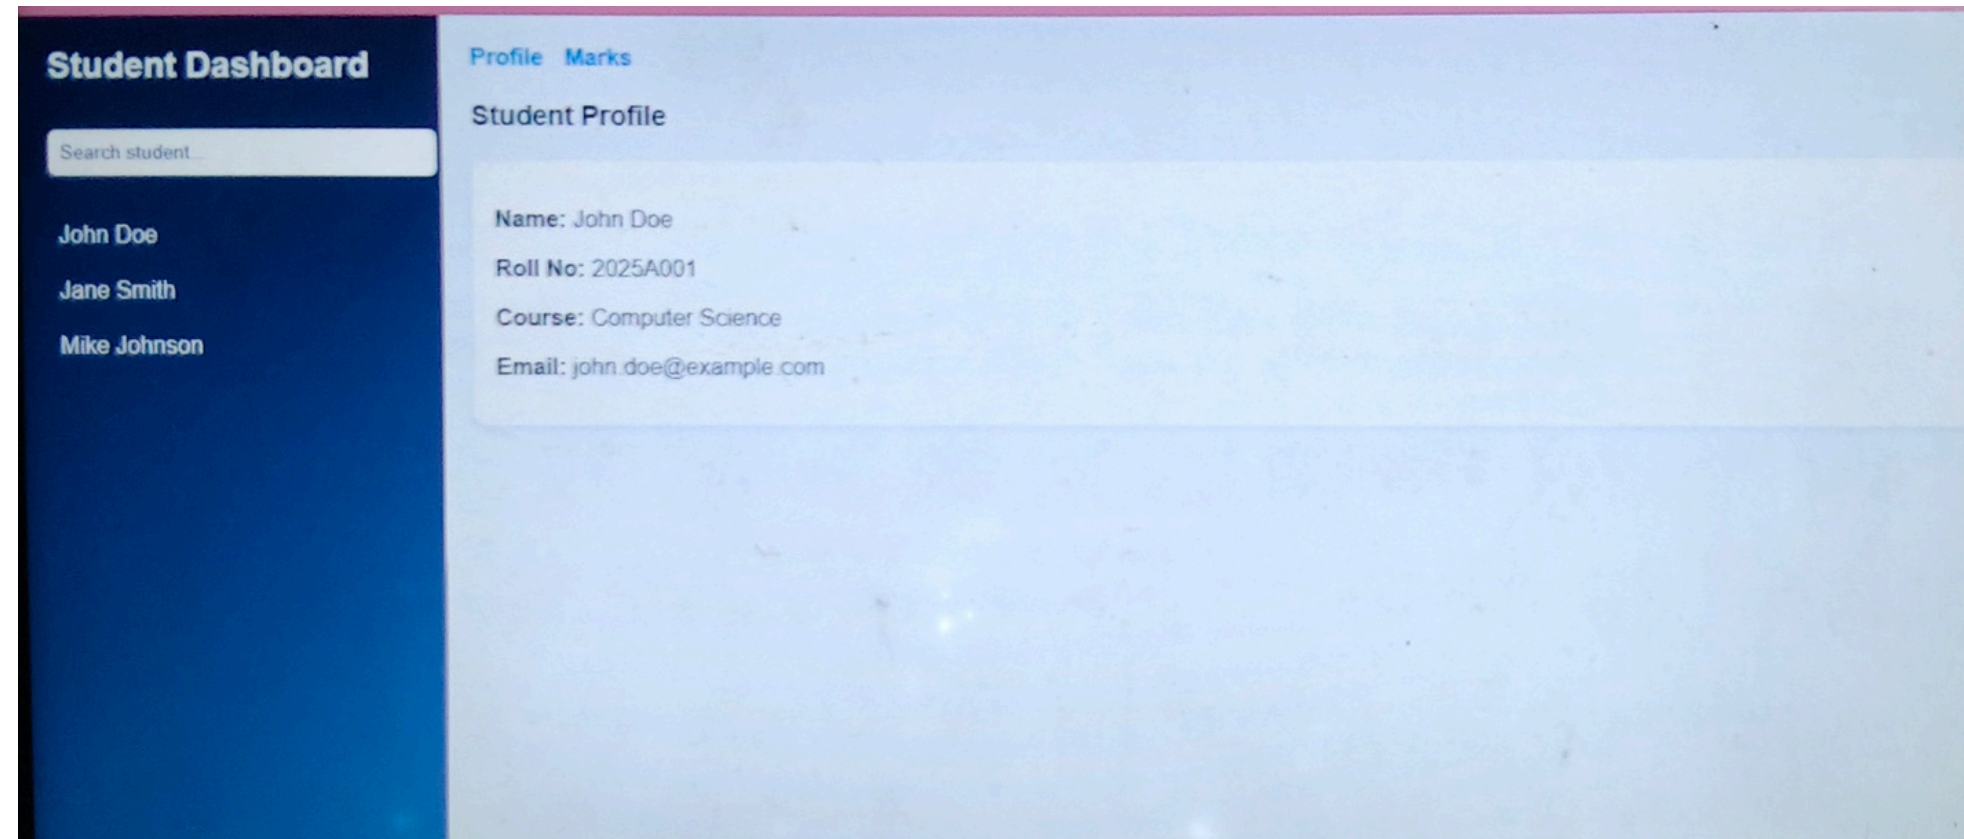 Student Dashboard
Search student...
John Doe
Jane Smith
Mike Johnson
Profile Marks
Student Profile
Name: John Doe
Roll No: 2025A001
Course: Computer Science
Email: john.doe@example.com